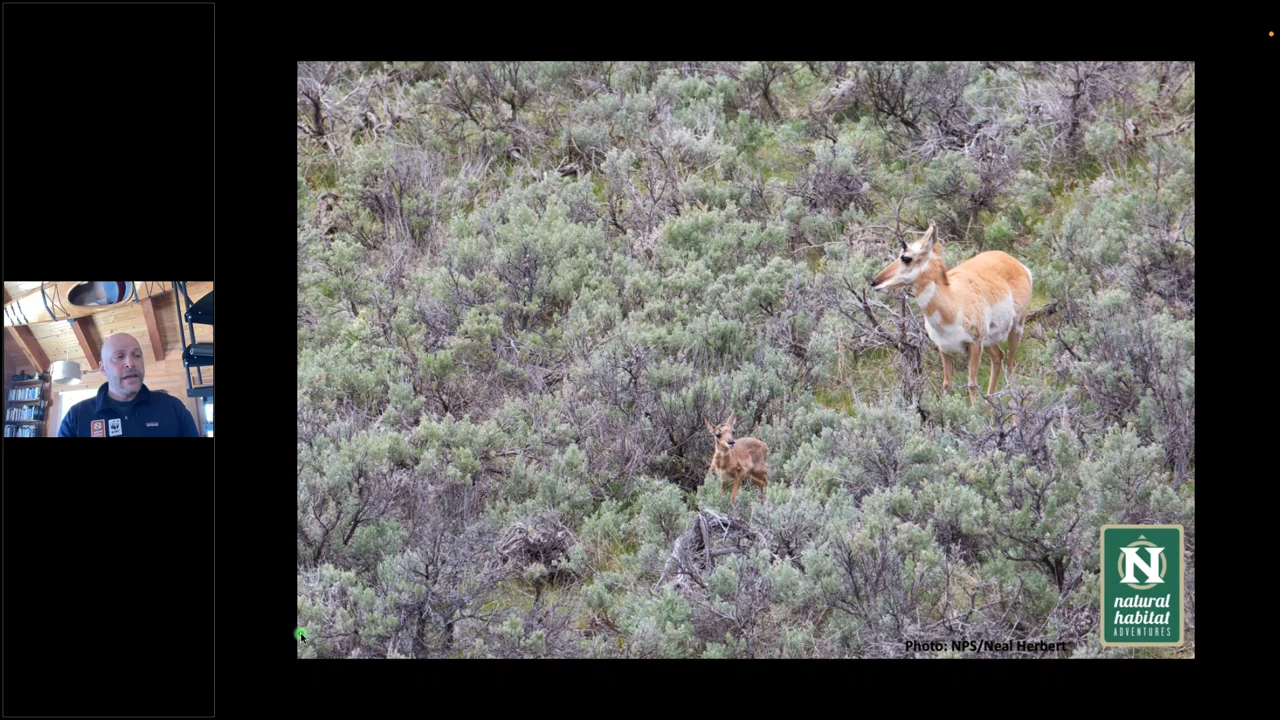 N
natural
habitat
ADVENTURES
Photo: NPS/Neal Herbert